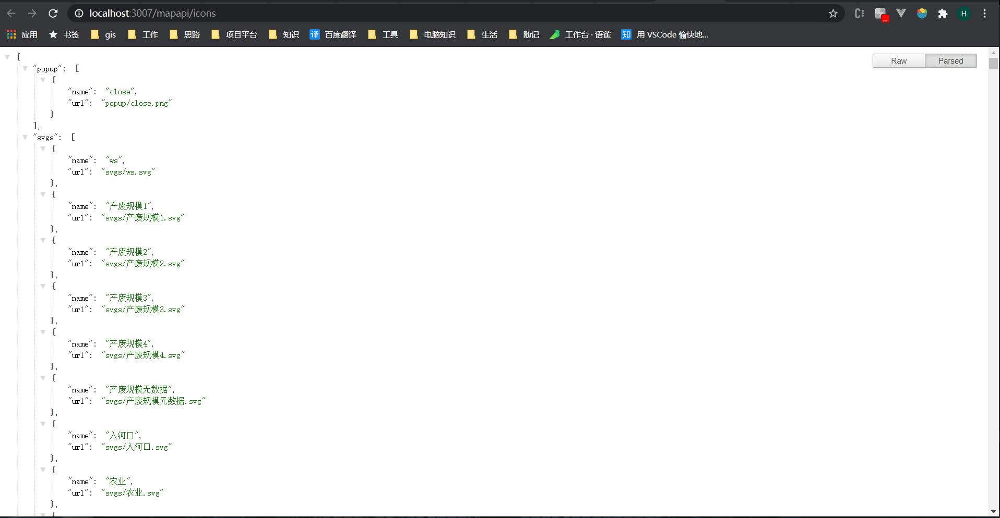 localhost:3007/mapapi/icons
H
应用 书签 gis 工作 思路 项目平台 知识 译 百度翻译 工具 电脑知识 生活 随记 工作台 · 语雀 知 用 VSCode 愉快地...
Raw Parsed
{
"popup": [
{
"name": "close",
"url": "popup/close.png"
}
],
"svgs": [
{
"name": "ws",
"url": "svgs/ws.svg"
},
{
"name": "产废规模1",
"url": "svgs/产废规模1.svg"
},
{
"name": "产废规模2",
"url": "svgs/产废规模2.svg"
},
{
"name": "产废规模3",
"url": "svgs/产废规模3.svg"
},
{
"name": "产废规模4",
"url": "svgs/产废规模4.svg"
},
{
"name": "产废规模无数据",
"url": "svgs/产废规模无数据.svg"
},
{
"name": "入河口",
"url": "svgs/入河口.svg"
},
{
"name": "农业",
"url": "svgs/农业.svg"
},
{